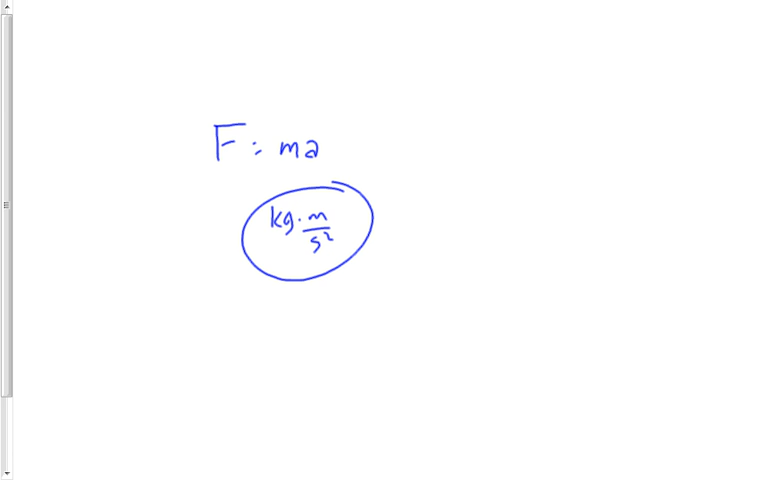 F = ma
kg · m/s²